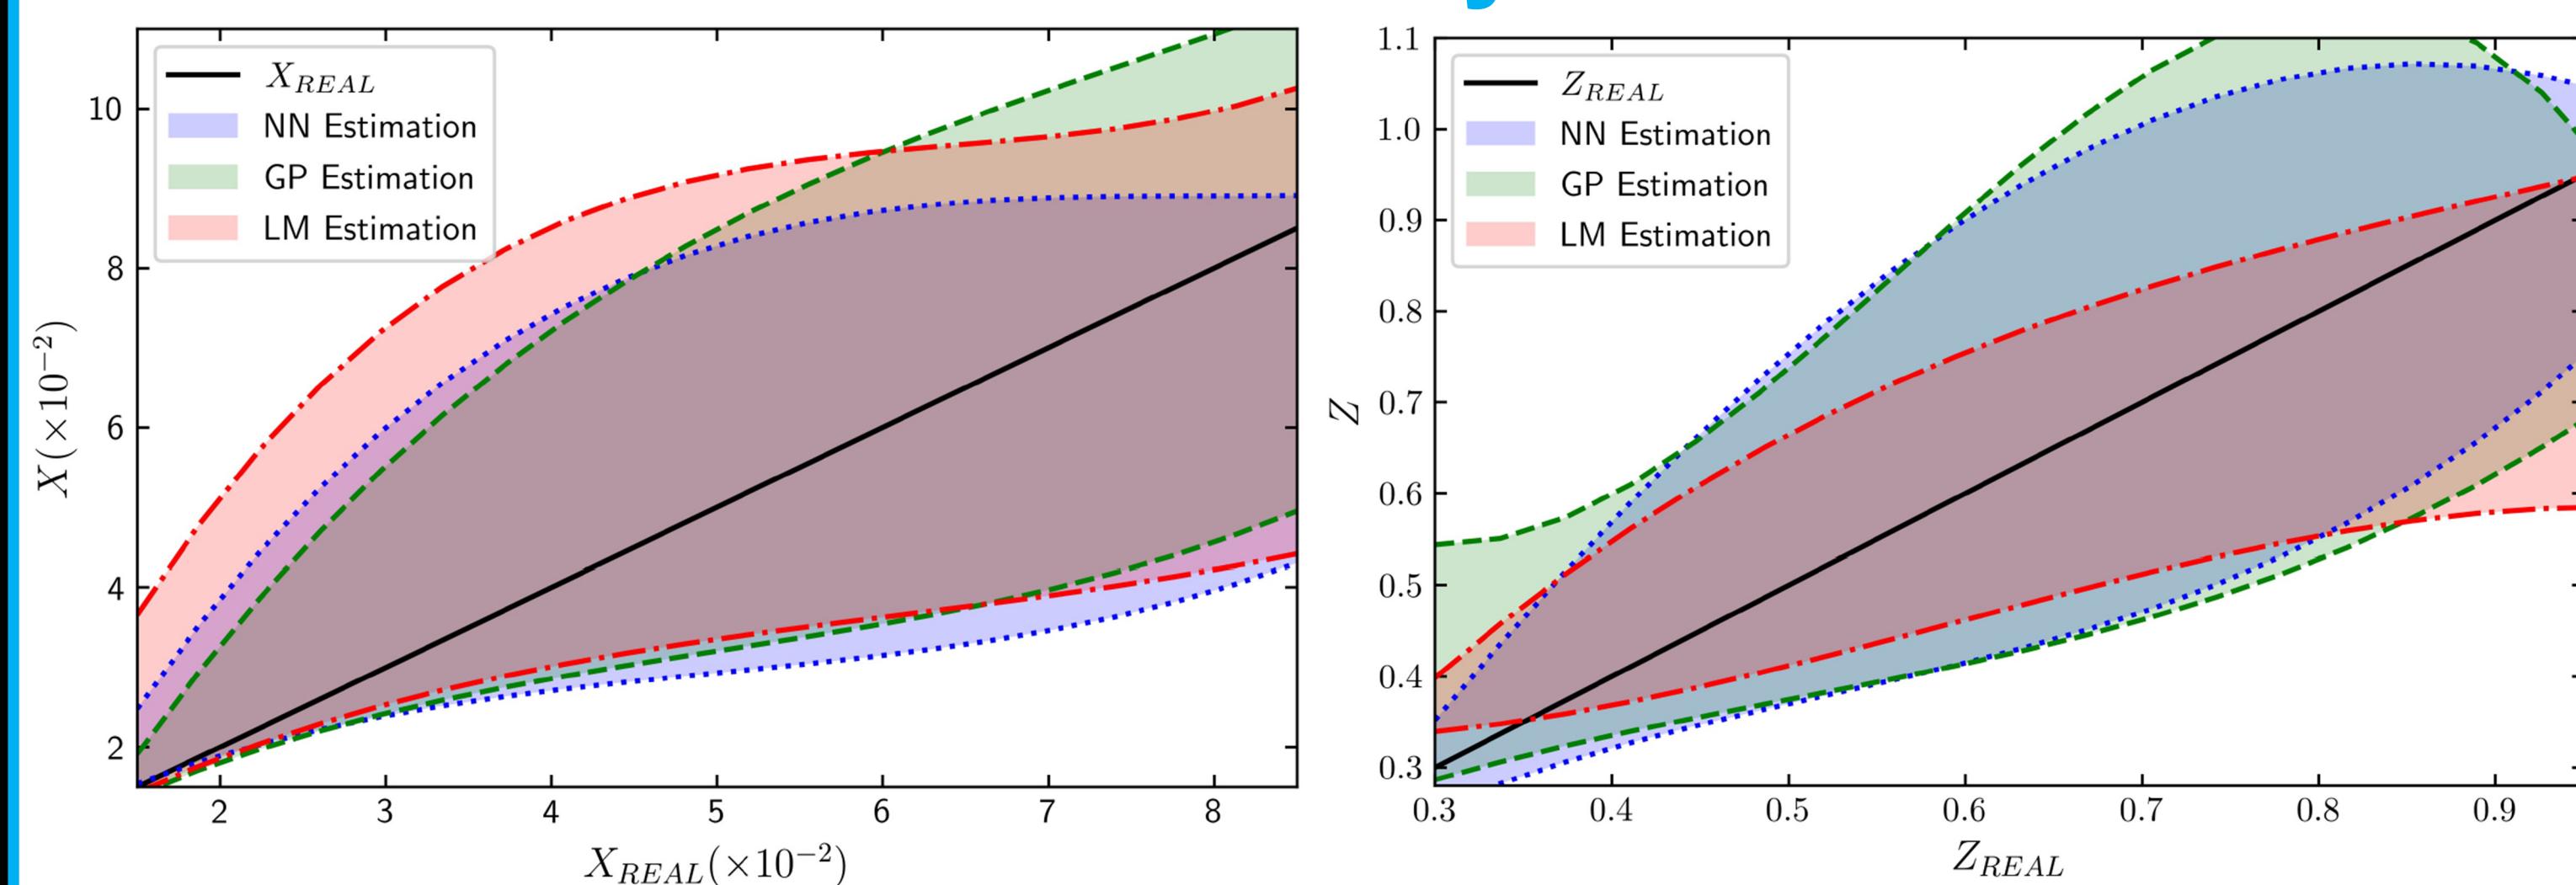 X_REAL
NN Estimation
GP Estimation
LM Estimation
10
8
6
4
2
X(×10⁻²)
2 3 4 5 6 7 8
X_REAL(×10⁻²)
Z_REAL
NN Estimation
GP Estimation
LM Estimation
1.1
1.0
0.9
0.8
0.7
0.6
0.5
0.4
0.3
Z
0.3 0.4 0.5 0.6 0.7 0.8 0.9
Z_REAL